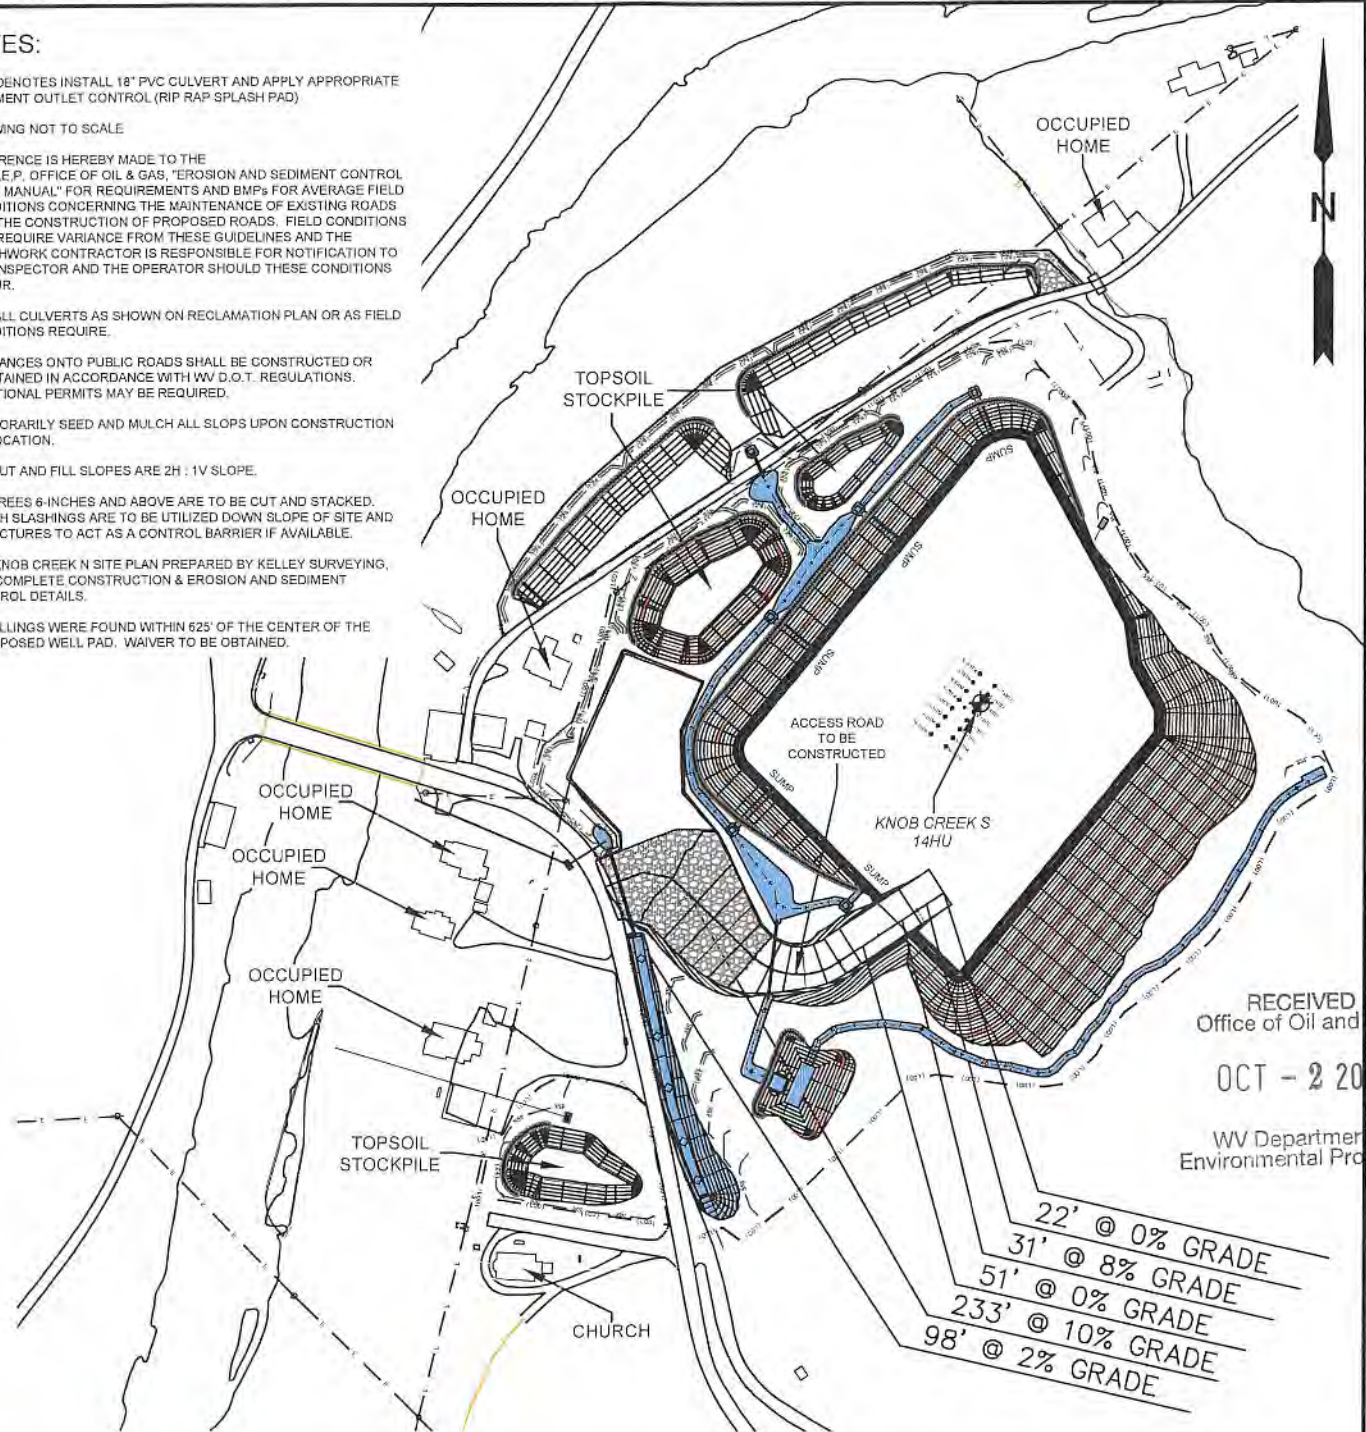 ES:
DENOTES INSTALL 18" PVC CULVERT AND APPLY APPROPRIATE
MENT OUTLET CONTROL (RIP RAP SPLASH PAD)
WING NOT TO SCALE
RENCE IS HEREBY MADE TO THE
.E.P. OFFICE OF OIL & GAS, "EROSION AND SEDIMENT CONTROL
MANUAL" FOR REQUIREMENTS AND BMPs FOR AVERAGE FIELD
DITIONS CONCERNING THE MAINTENANCE OF EXISTING ROADS
THE CONSTRUCTION OF PROPOSED ROADS. FIELD CONDITIONS
REQUIRE VARIANCE FROM THESE GUIDELINES AND THE
HWORK CONTRACTOR IS RESPONSIBLE FOR NOTIFICATION TO
NSPECTOR AND THE OPERATOR SHOULD THESE CONDITIONS
R.
LL CULVERTS AS SHOWN ON RECLAMATION PLAN OR AS FIELD
DITIONS REQUIRE.
ANCES ONTO PUBLIC ROADS SHALL BE CONSTRUCTED OR
TAINED IN ACCORDANCE WITH WV D.O.T. REGULATIONS.
TIONAL PERMITS MAY BE REQUIRED.
ORARILY SEED AND MULCH ALL SLOPS UPON CONSTRUCTION
OCATION.
UT AND FILL SLOPES ARE 2H : 1V SLOPE.
REES 6-INCHES AND ABOVE ARE TO BE CUT AND STACKED.
H SLASHINGS ARE TO BE UTILIZED DOWN SLOPE OF SITE AND
CTURES TO ACT AS A CONTROL BARRIER IF AVAILABLE.
KNOB CREEK N SITE PLAN PREPARED BY KELLEY SURVEYING,
COMPLETE CONSTRUCTION & EROSION AND SEDIMENT
ROL DETAILS.
LLINGS WERE FOUND WITHIN 625' OF THE CENTER OF THE
POSED WELL PAD. WAIVER TO BE OBTAINED.
OCCUPIED
HOME
N
TOPSOIL
STOCKPILE
OCCUPIED
HOME
SUMP
SUMP
SUMP
SUMP
SUMP
ACCESS ROAD
TO BE
CONSTRUCTED
KNOB CREEK S
14HU
OCCUPIED
HOME
OCCUPIED
HOME
OCCUPIED
HOME
TOPSOIL
STOCKPILE
CHURCH
RECEIVED
Office of Oil and
OCT - 2 20
WV Departmen
Environmental Pro
22' @ 0% GRADE
31' @ 8% GRADE
51' @ 0% GRADE
233' @ 10% GRADE
98' @ 2% GRADE